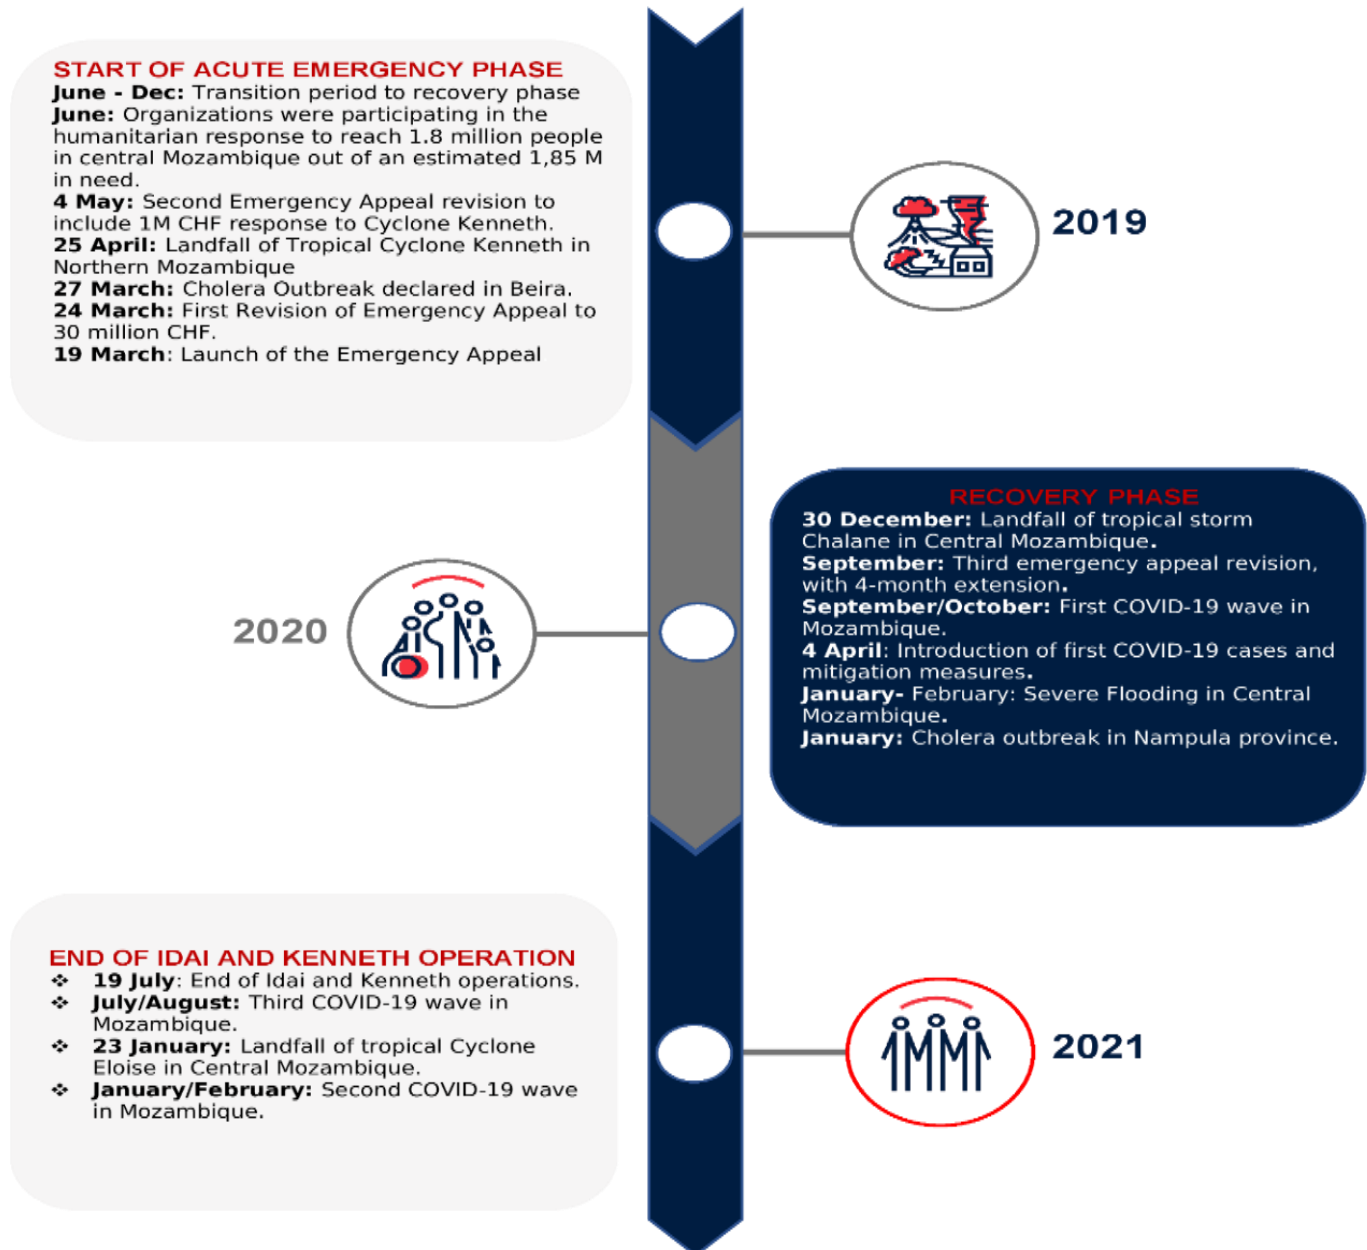 START OF ACUTE EMERGENCY PHASE
June - Dec: Transition period to recovery phase
June: Organizations were participating in the
humanitarian response to reach 1.8 million people
in central Mozambique out of an estimated 1,85 M
in need.
4 May: Second Emergency Appeal revision to
include 1M CHF response to Cyclone Kenneth.
25 April: Landfall of Tropical Cyclone Kenneth in
Northern Mozambique
27 March: Cholera Outbreak declared in Beira.
24 March: First Revision of Emergency Appeal to
30 million CHF.
19 March: Launch of the Emergency Appeal
2019
RECOVERY PHASE
30 December: Landfall of tropical storm
Chalane in Central Mozambique.
September: Third emergency appeal revision,
with 4-month extension.
September/October: First COVID-19 wave in
Mozambique.
4 April: Introduction of first COVID-19 cases and
mitigation measures.
January- February: Severe Flooding in Central
Mozambique.
January: Cholera outbreak in Nampula province.
2020
END OF IDAI AND KENNETH OPERATION
❖ 19 July: End of Idai and Kenneth operations.
❖ July/August: Third COVID-19 wave in
Mozambique.
❖ 23 January: Landfall of tropical Cyclone
Eloise in Central Mozambique.
❖ January/February: Second COVID-19 wave
in Mozambique.
2021